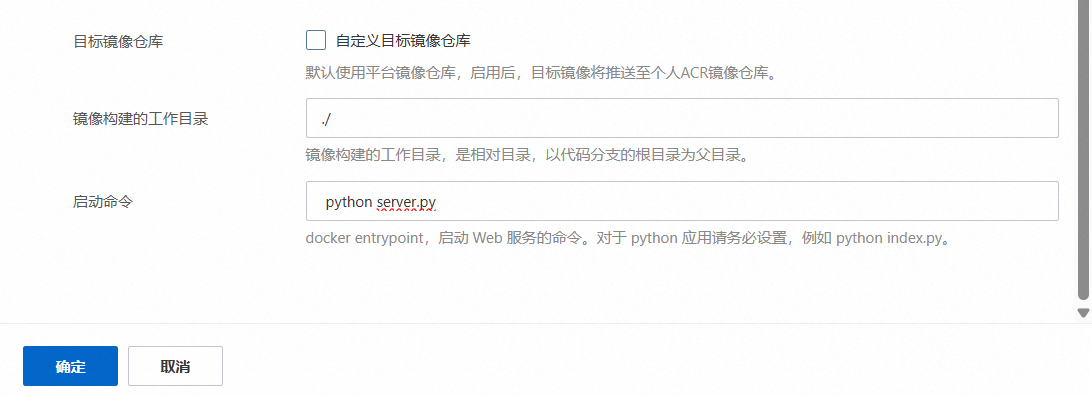 目标镜像仓库
自定义目标镜像仓库
默认使用平台镜像仓库，启用后，目标镜像将推送至个人ACR镜像仓库。
镜像构建的工作目录
./
镜像构建的工作目录，是相对目录，以代码分支的根目录为父目录。
启动命令
python server.py
docker entrypoint，启动 Web 服务的命令。对于 python 应用请务必设置，例如 python index.py。
确定
取消